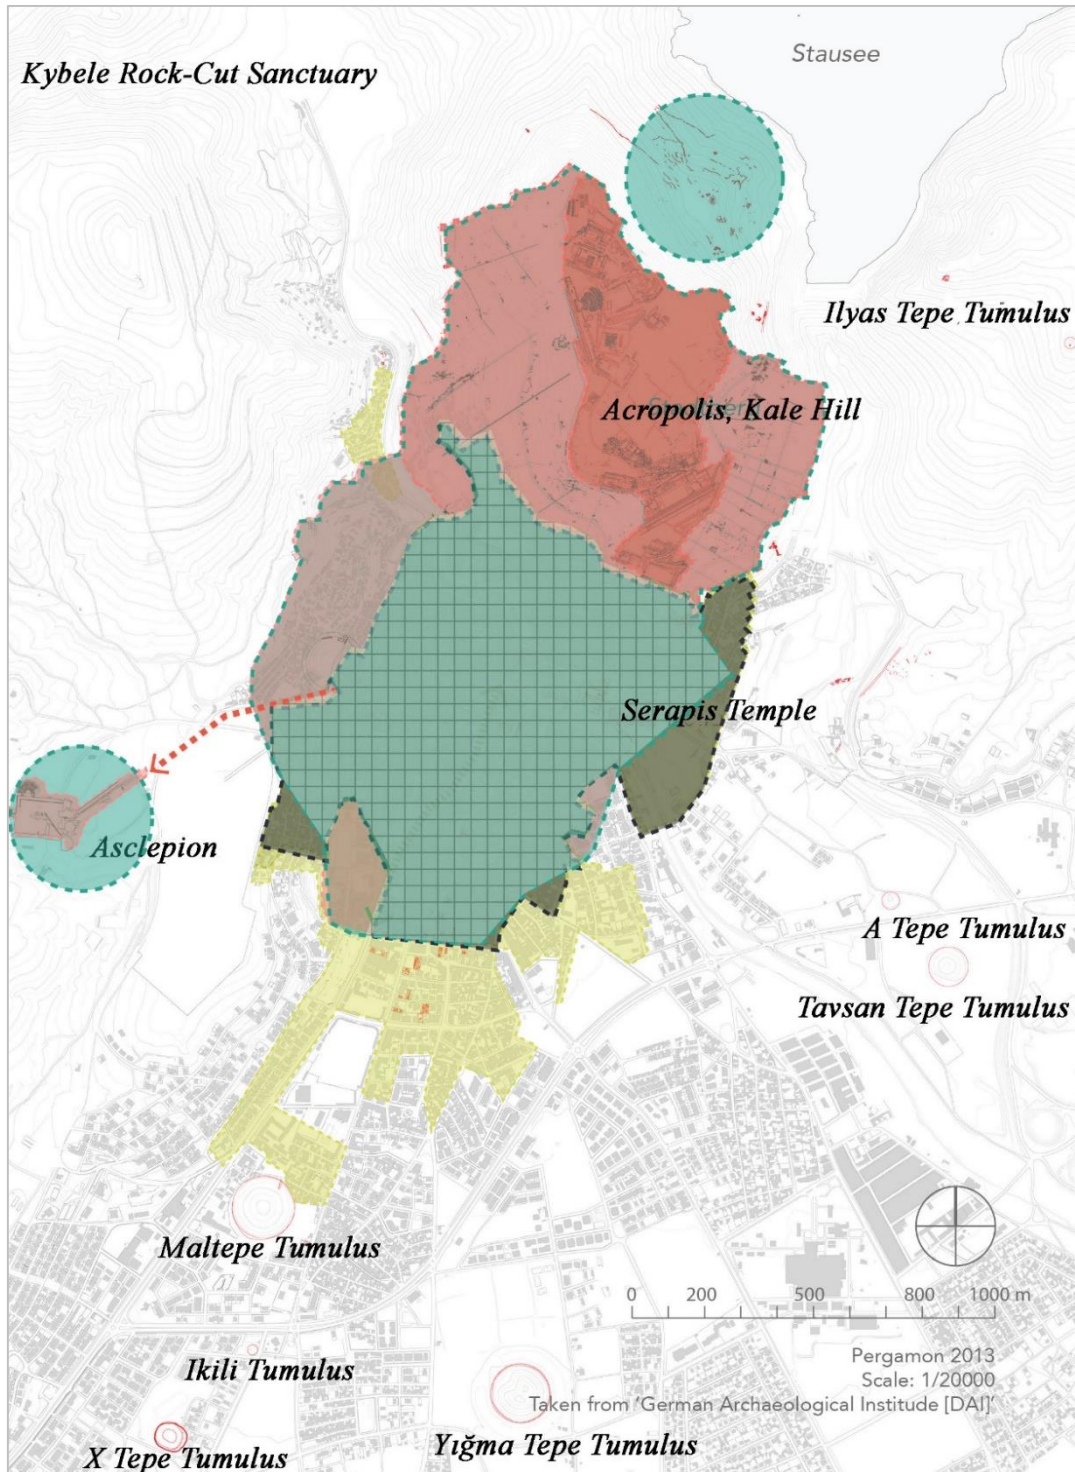 Stausee
Kybele Rock-Cut Sanctuary
Ilyas Tepe Tumulus
Acropolis, Kale Hill
Serapis Temple
Asclepion
A Tepe Tumulus
Tavsan Tepe Tumulus
Maltepe Tumulus
0 200 500 800 1000 m
Pergamon 2013
Scale: 1/20000
Taken from ‘German Archaeological Institude [DAI]’
Ikili Tumulus
X Tepe Tumulus
Yığma Tepe Tumulus